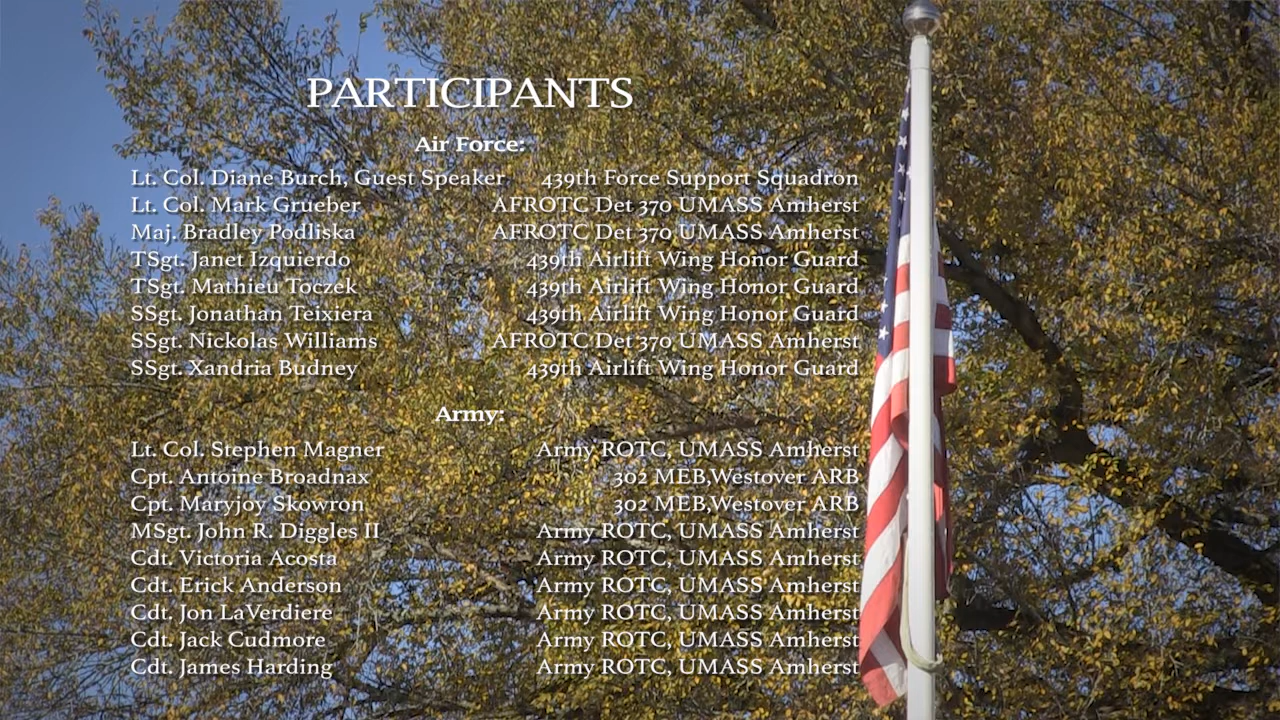 PARTICIPANTS
Air Force:
Lt. Col. Diane Burch, Guest Speaker 439th Force Support Squadron
Lt. Col. Mark Grueber AFROTC Det 370 UMASS Amherst
Maj. Bradley Podliska AFROTC Det 370 UMASS Amherst
TSgt. Janet Izquierdo 439th Airlift Wing Honor Guard
TSgt. Mathieu Toczek 439th Airlift Wing Honor Guard
SSgt. Jonathan Teixiera 439th Airlift Wing Honor Guard
SSgt. Nickolas Williams AFROTC Det 370 UMASS Amherst
SSgt. Xandria Budney 439th Airlift Wing Honor Guard
Army:
Lt. Col. Stephen Magner Army ROTC, UMASS Amherst
Cpt. Antoine Broadnax 302 MEB,Westover ARB
Cpt. Maryjoy Skowron 302 MEB,Westover ARB
MSgt. John R. Diggles II Army ROTC, UMASS Amherst
Cdt. Victoria Acosta Army ROTC, UMASS Amherst
Cdt. Erick Anderson Army ROTC, UMASS Amherst
Cdt. Jon LaVerdiere Army ROTC, UMASS Amherst
Cdt. Jack Cudmore Army ROTC, UMASS Amherst
Cdt. James Harding Army ROTC, UMASS Amherst